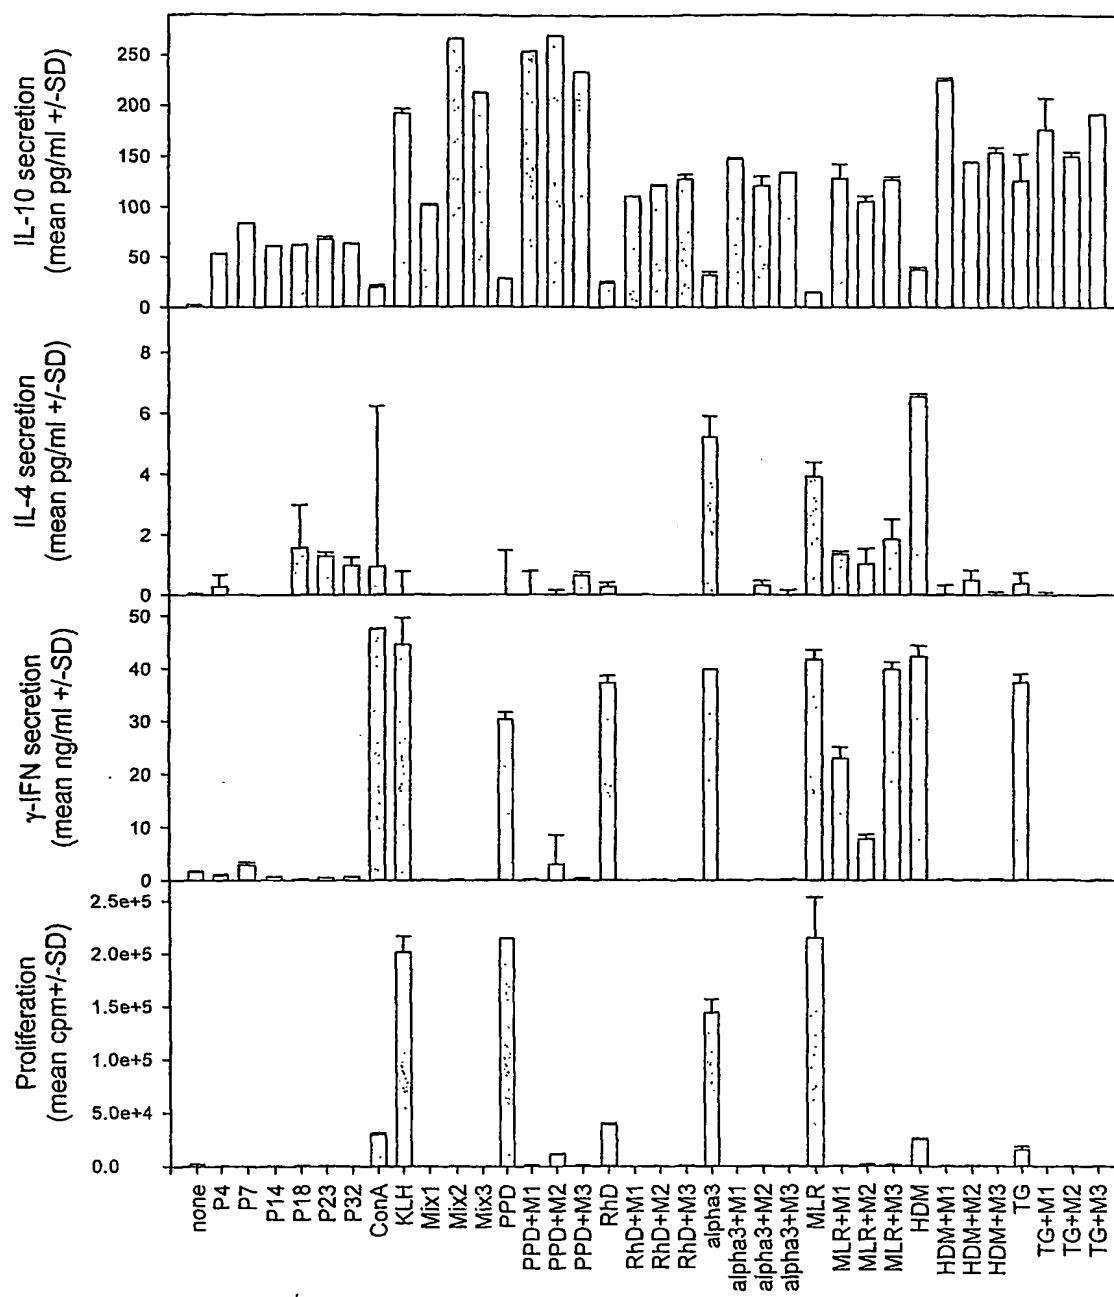 IL-10 secretion
(mean pg/ml +/-SD)
250
200
150
100
50
0
IL-4 secretion
(mean pg/ml +/-SD)
8
6
4
2
0
γ-IFN secretion
(mean ng/ml +/-SD)
50
40
30
20
10
0
Proliferation
(mean cpm+/-SD)
2.5e+5
2.0e+5
1.5e+5
1.0e+5
5.0e+4
0.0
none
P4
P7
P14
P18
P23
P32
ConA
KLH
Mix1
Mix2
Mix3
PPD
PPD+M1
PPD+M2
PPD+M3
RhD
RhD+M1
RhD+M2
RhD+M3
alpha3
alpha3+M1
alpha3+M2
alpha3+M3
MLR
MLR+M1
MLR+M2
MLR+M3
HDM
HDM+M1
HDM+M2
HDM+M3
TG
TG+M1
TG+M2
TG+M3